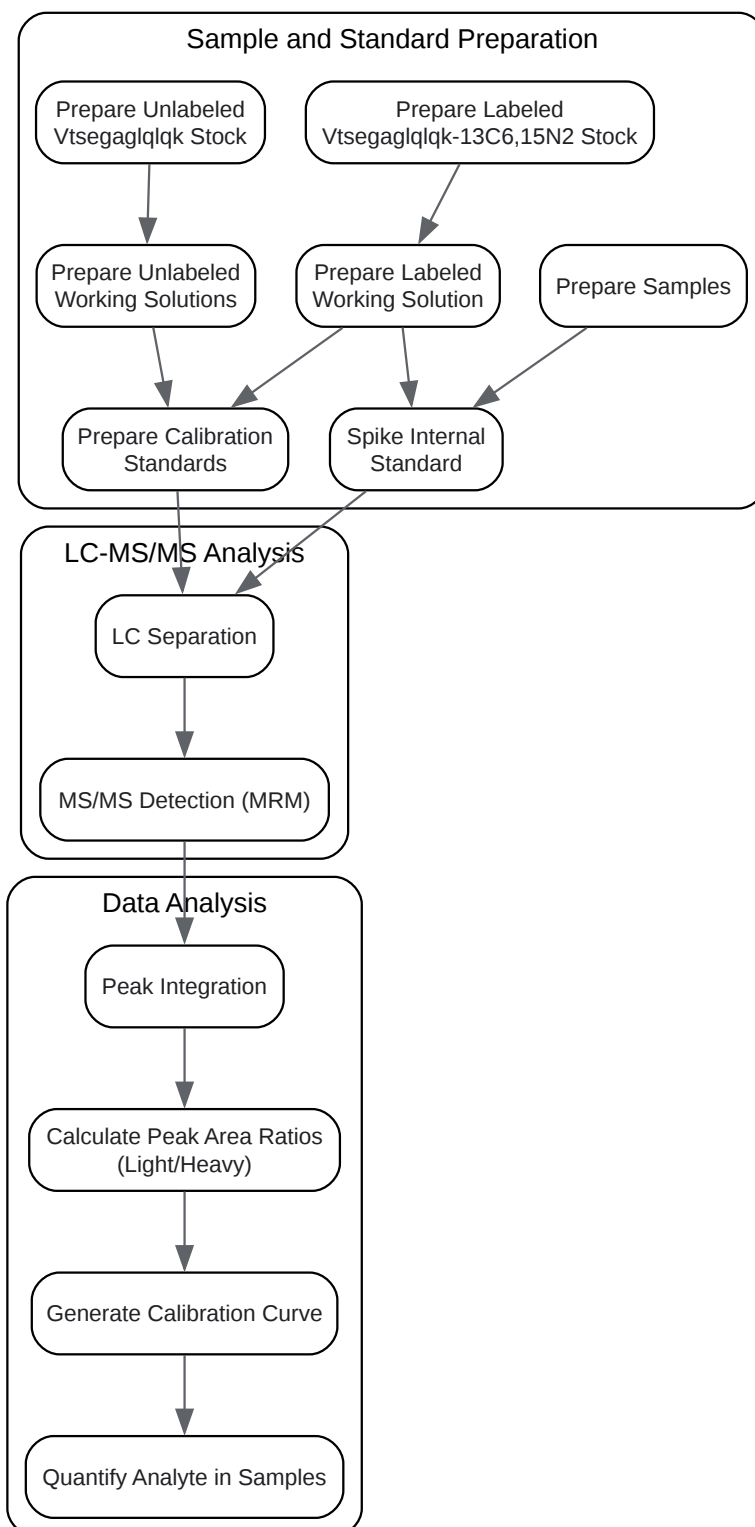 Sample and Standard Preparation
Prepare Unlabeled
Vtsegaglqlqk Stock
Prepare Labeled
Vtsegaglqlqk-13C6,15N2 Stock
Prepare Unlabeled
Working Solutions
Prepare Labeled
Working Solution
Prepare Samples
Prepare Calibration
Standards
Spike Internal
Standard
LC-MS/MS Analysis
LC Separation
MS/MS Detection (MRM)
Data Analysis
Peak Integration
Calculate Peak Area Ratios
(Light/Heavy)
Generate Calibration Curve
Quantify Analyte in Samples